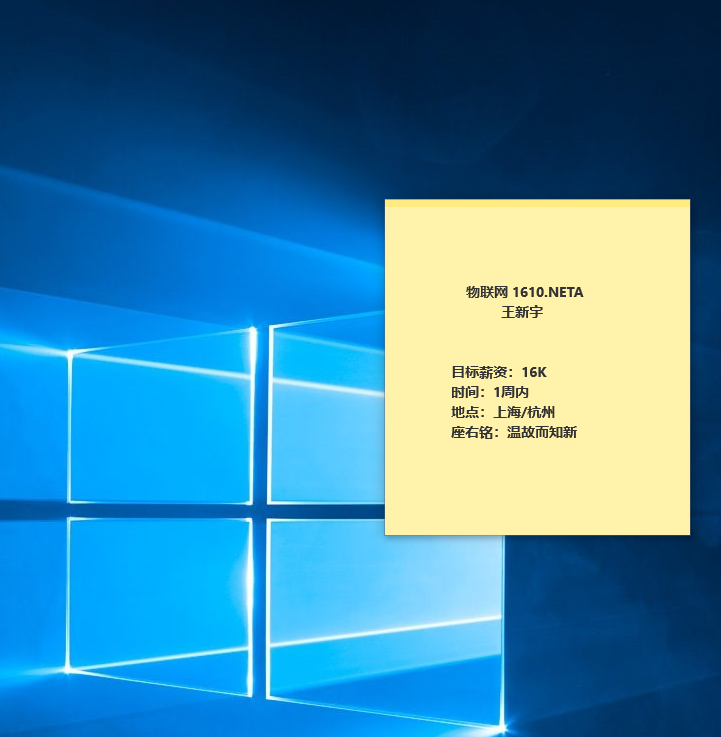 物联网 1610.NETA
王新宇
目标薪资：16K
时间：1周内
地点：上海/杭州
座右铭：温故而知新